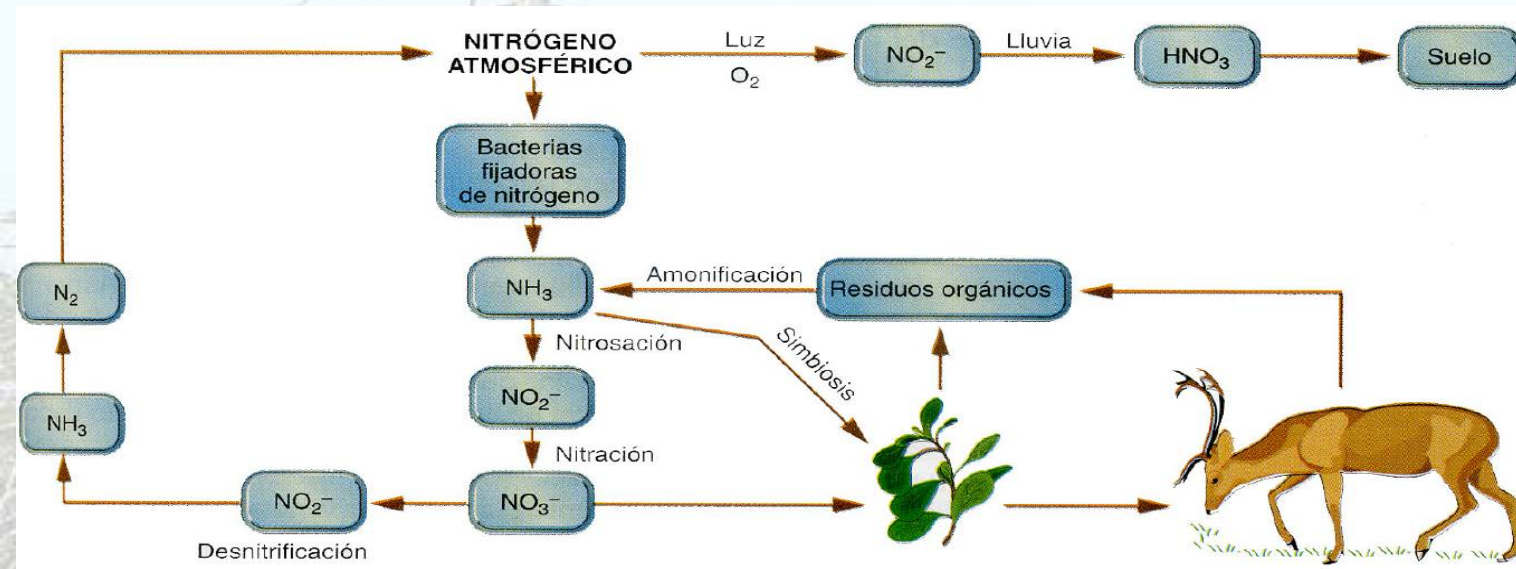 NITRÓGENO
ATMOSFÉRICO
Luz
O₂
NO₂⁻
Lluvia
HNO₃
Suelo
Bacterias
fijadoras
de nitrógeno
N₂
NH₃
Amonificación
Residuos orgánicos
Nitrosación
Simbiosis
NO₂⁻
NH₃
Nitración
NO₂⁻
NO₃⁻
Desnitrificación